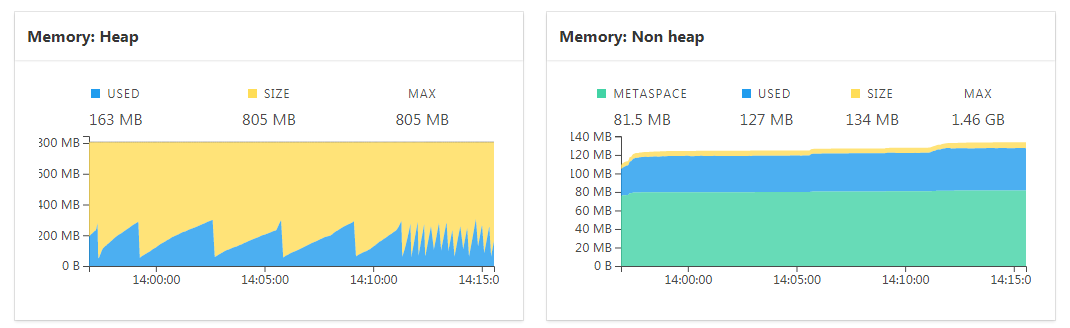 Memory: Heap
USED SIZE MAX
163 MB 805 MB 805 MB
800 MB
600 MB
400 MB
200 MB
0 B
14:00:00 14:05:00 14:10:00 14:15:0
Memory: Non heap
METASPACE USED SIZE MAX
81.5 MB 127 MB 134 MB 1.46 GB
140 MB
120 MB
100 MB
80 MB
60 MB
40 MB
20 MB
0 B
14:00:00 14:05:00 14:10:00 14:15:0